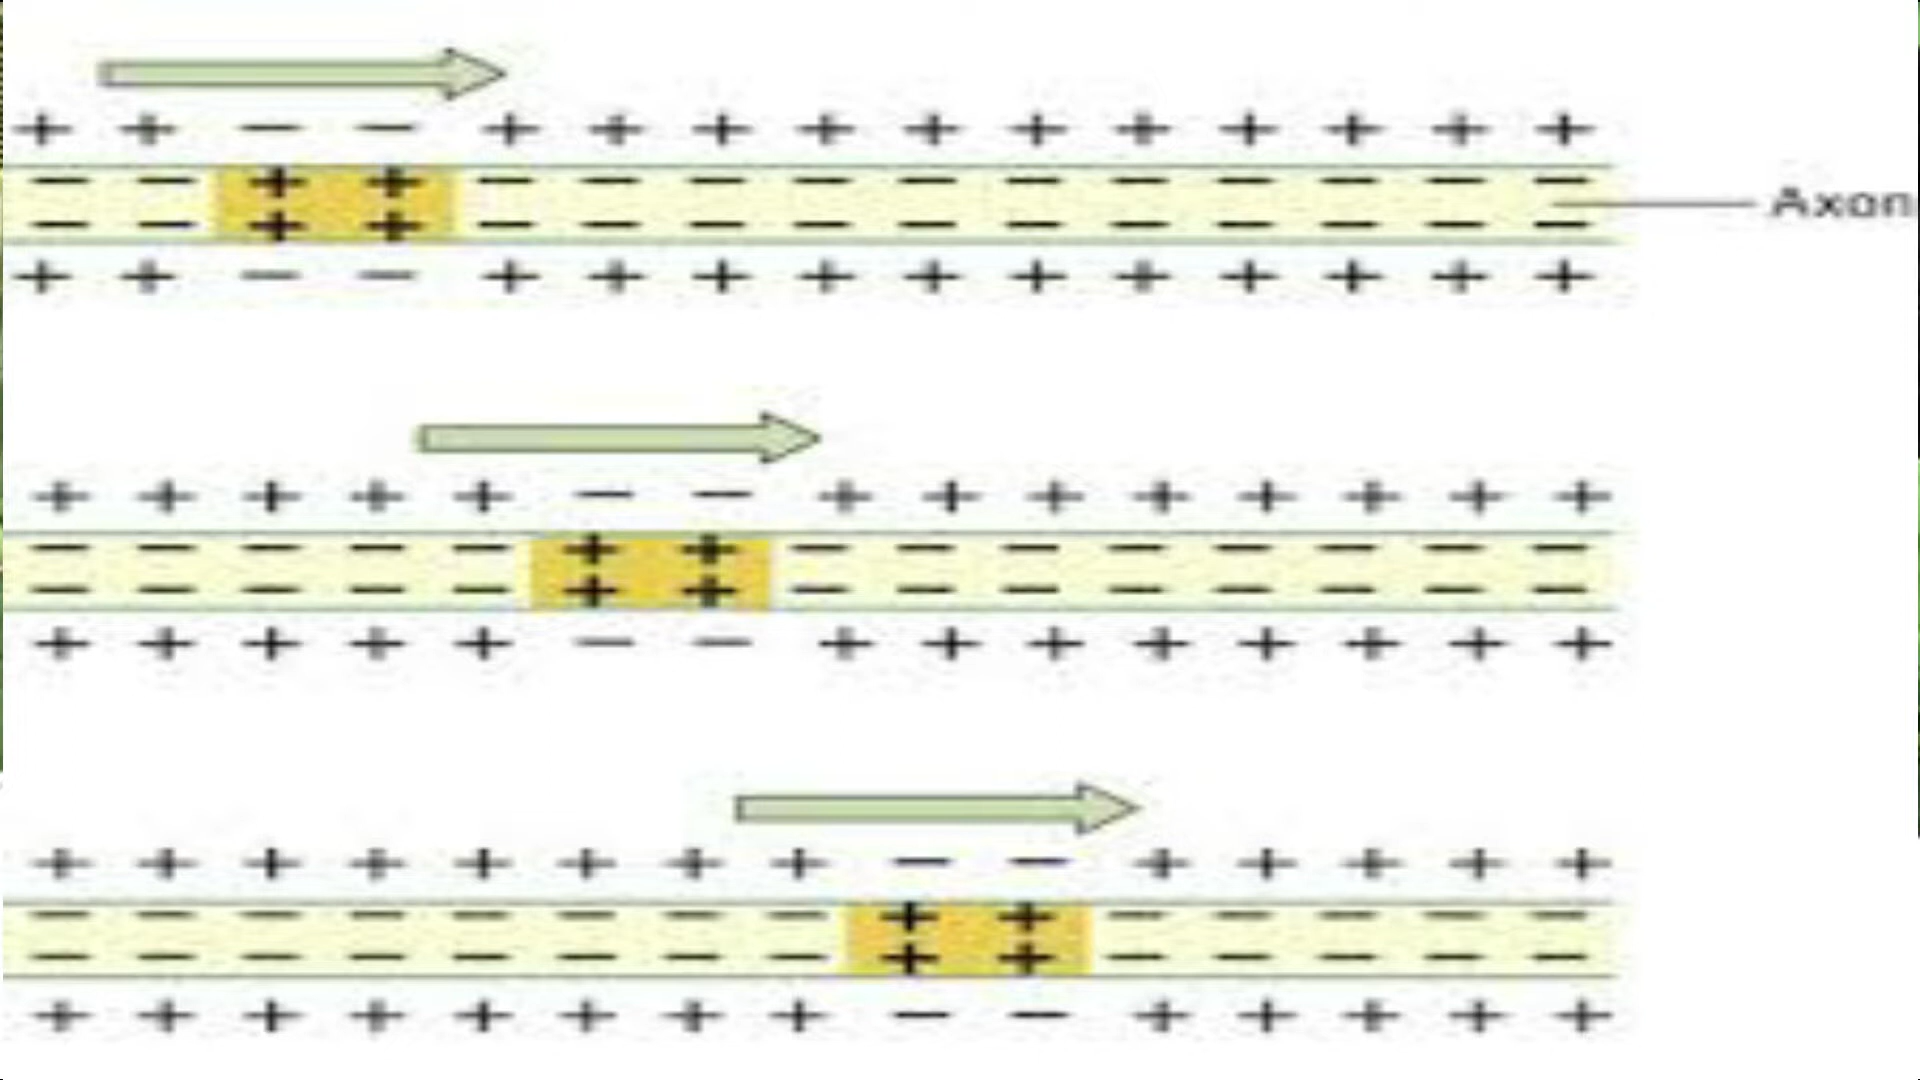 + + − − + + + + + + + + + + +
− − + + − − − − − − − − − − −
Axon
− − + + − − − − − − − − − − −
+ + − − + + + + + + + + + + +
+ + + + + − − + + + + + + + +
− − − − − + + − − − − − − − −
− − − − − + + − − − − − − − −
+ + + + + − − + + + + + + + +
+ + + + + + + + − − + + + + +
− − − − − − − − + + − − − − −
− − − − − − − − + + − − − − −
+ + + + + + + + − − + + + + +